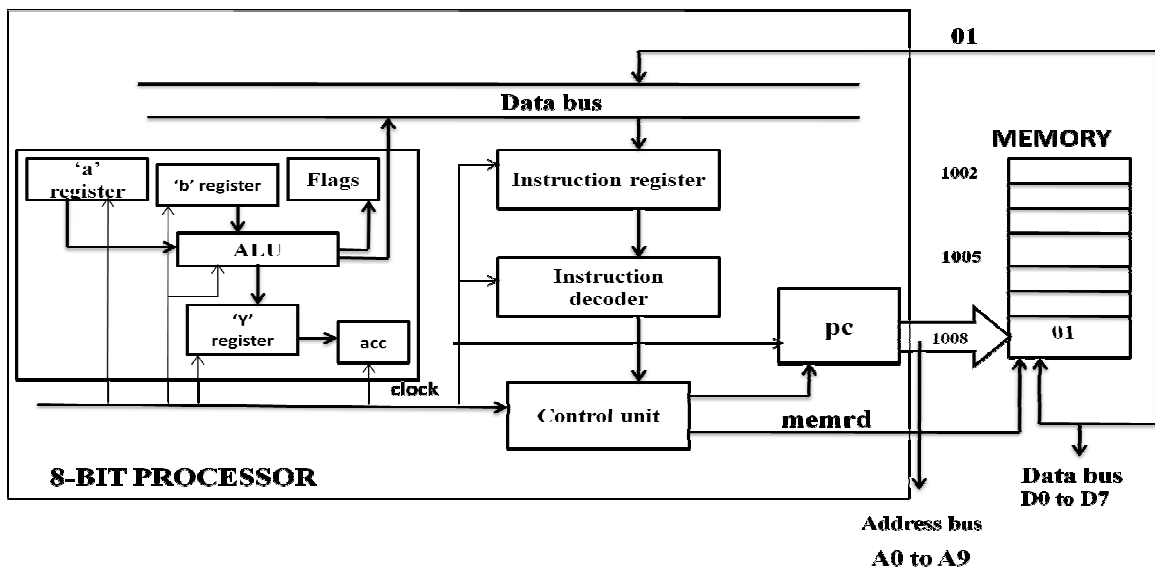 01
Data bus
MEMORY
'a'
register
'b' register
Flags
Instruction register
1002
ALU
1005
Instruction
decoder
'Y'
register
acc
pc
1008
01
clock
Control unit
memrd
8-BIT PROCESSOR
Data bus
D0 to D7
Address bus
A0 to A9